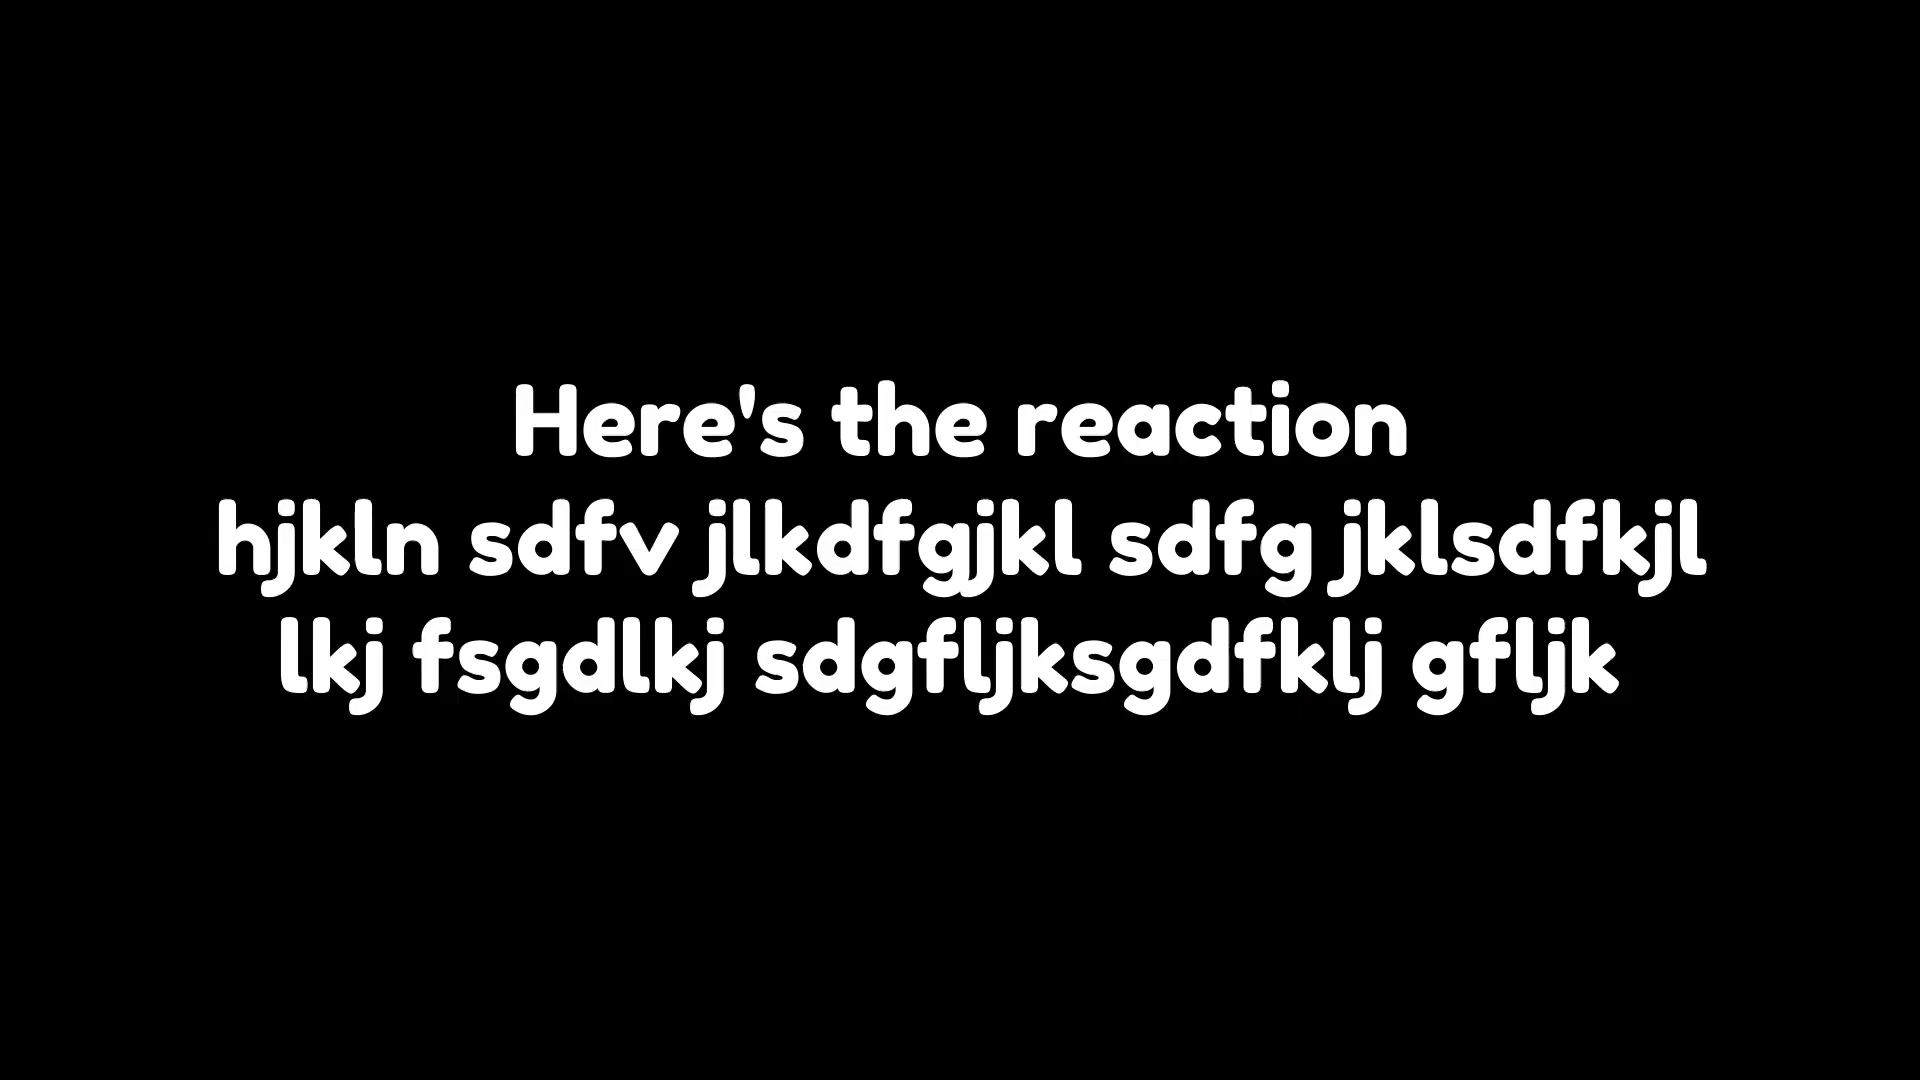 Here's the reaction
hjkln sdfv jlkdfgjkl sdfg jklsdfkjl
lkj fsgdlkj sdgfljksgdfklj gfljk